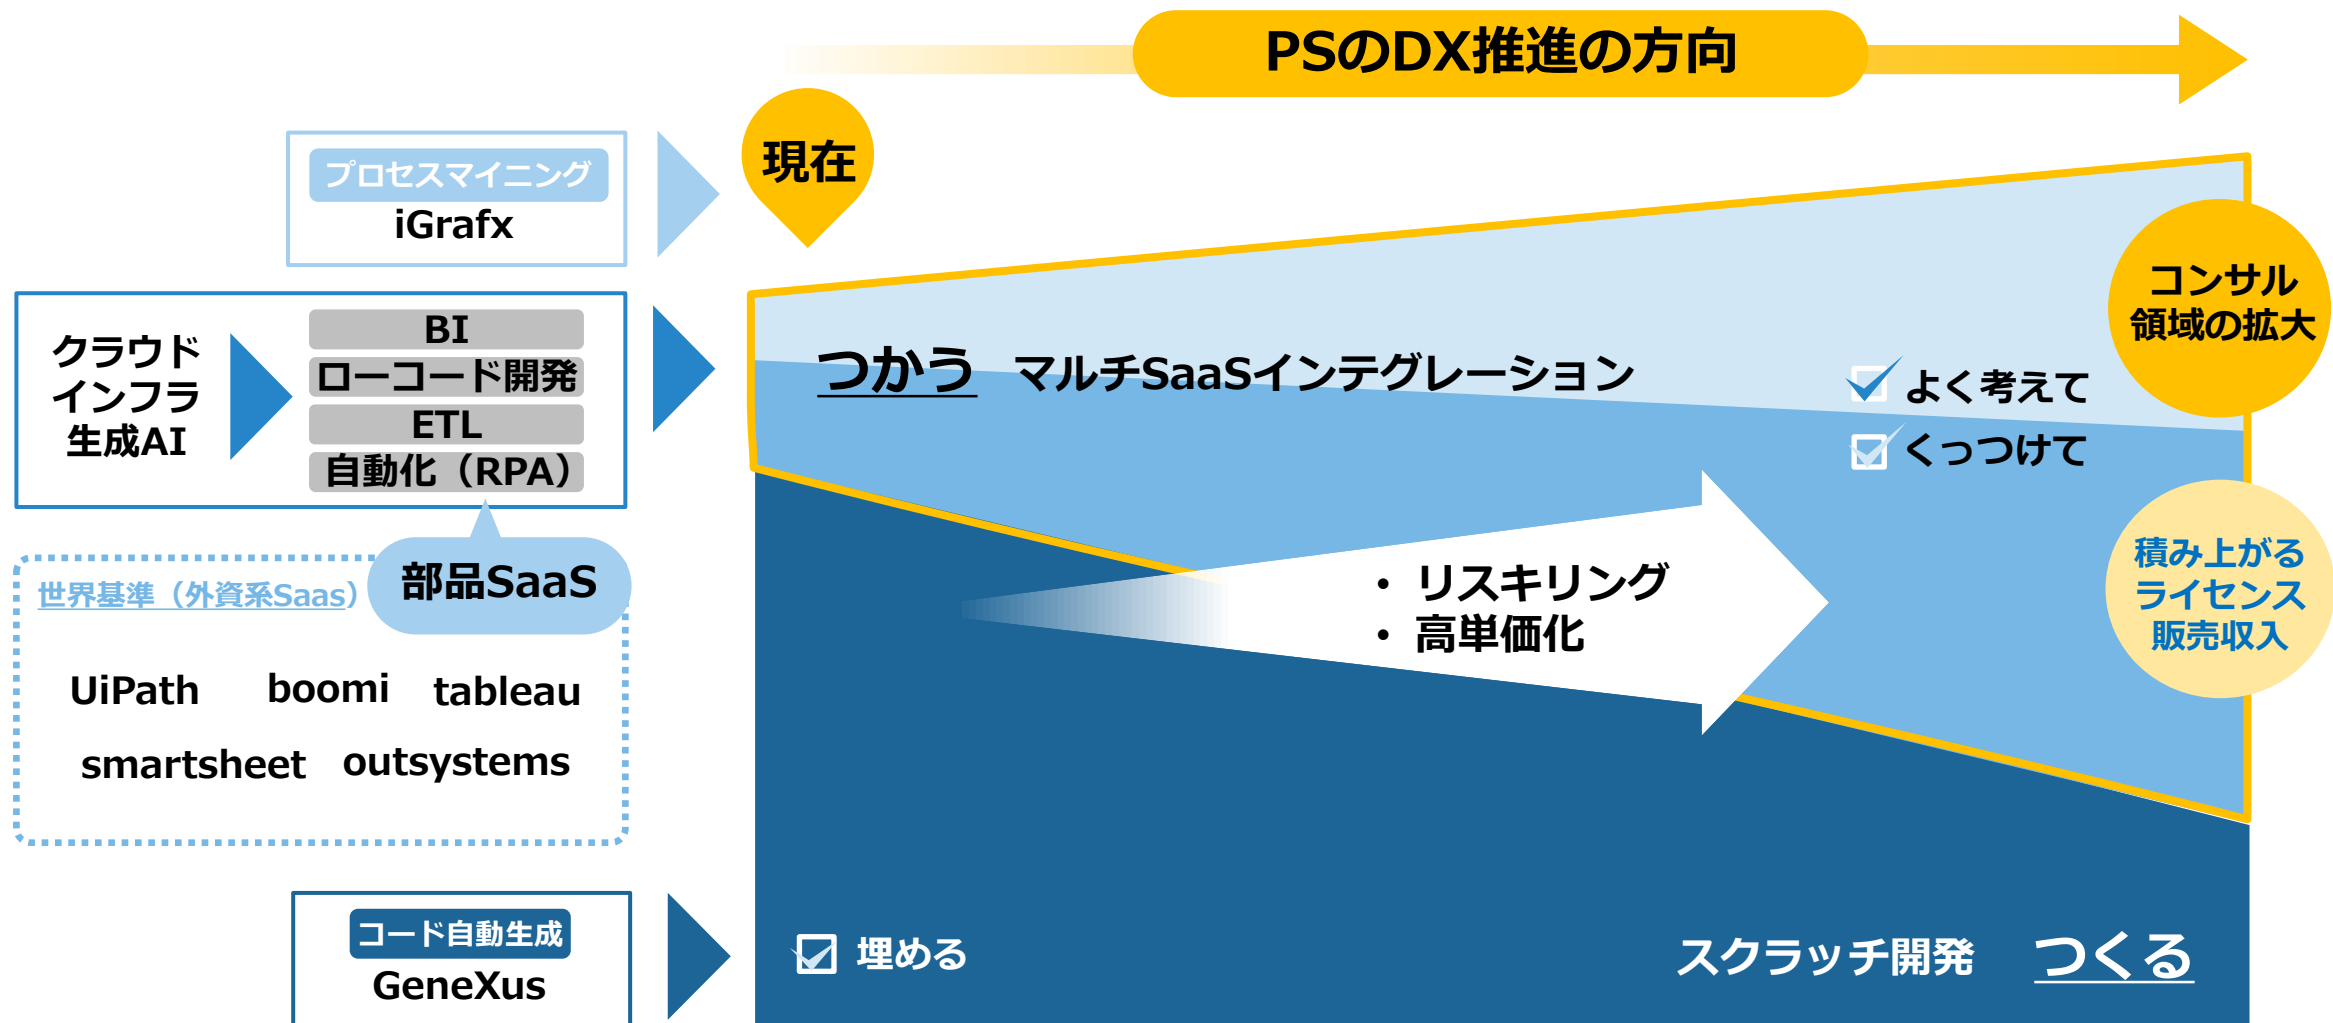 PSのDX推進の方向
現在
プロセスマイニング
iGrafx
クラウド
インフラ
生成AI
BI
ローコード開発
ETL
自動化（RPA）
部品SaaS
世界基準（外資系Saas）
UiPath
boomi
tableau
smartsheet
outsystems
コード自動生成
GeneXus
つかう マルチSaaSインテグレーション
よく考えて
くっつけて
コンサル
領域の拡大
積み上がる
ライセンス
販売収入
• リスキリング
• 高単価化
埋める
スクラッチ開発 つくる